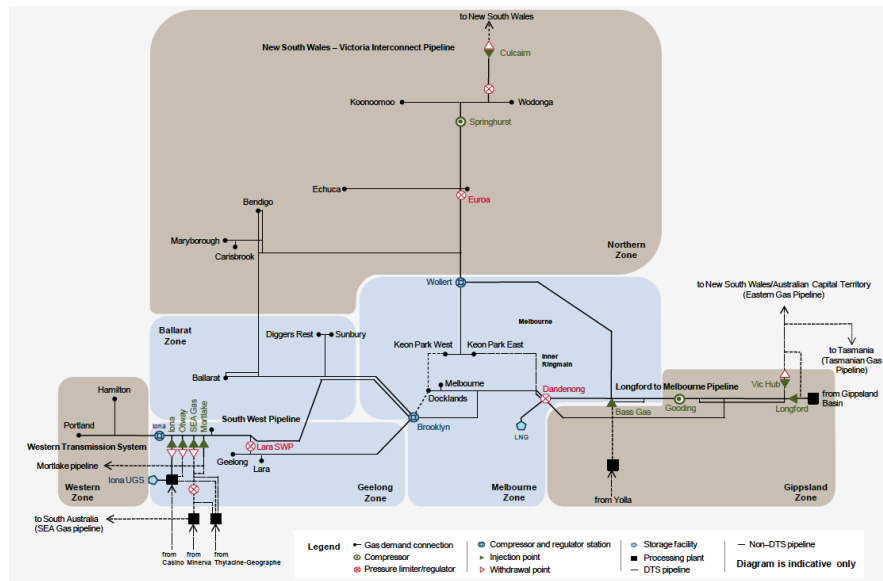 to New South Wales
New South Wales – Victoria Interconnect Pipeline
Culcairn
Koonoomoo
Wodonga
Springhurst
Echuca
Euroa
Bendigo
Maryborough
Carisbrook
Northern
Zone
Wollert
to New South Wales/Australian Capital Territory
(Eastern Gas Pipeline)
Ballarat
Zone
Diggers Rest
Sunbury
Melbourne
Keon Park West
Keon Park East
Inner
Ringmain
to Tasmania
(Tasmanian Gas
Pipeline)
Ballarat
Melbourne
Docklands
Dandenong
Longford to Melbourne Pipeline
Vic Hub
Hamilton
Bass Gas
Gooding
Longford
from Gippsland
Basin
Portland
Iona
Iona
Otway
SEA Gas
Mortlake
South West Pipeline
Brooklyn
LNG
Western Transmission System
Lara SWP
Geelong
Lara
Mortlake pipeline
Western
Zone
Iona UGS
Geelong
Zone
Melbourne
Zone
Gippsland
Zone
from Yolla
to South Australia
(SEA Gas pipeline)
from
Casino
from
Minerva
from
Thylacine-Geographe
Legend
Gas demand connection
Compressor
Pressure limiter/regulator
Compressor and regulator station
Injection point
Withdrawal point
Storage facility
Processing plant
DTS pipeline
Non–DTS pipeline
Diagram is indicative only